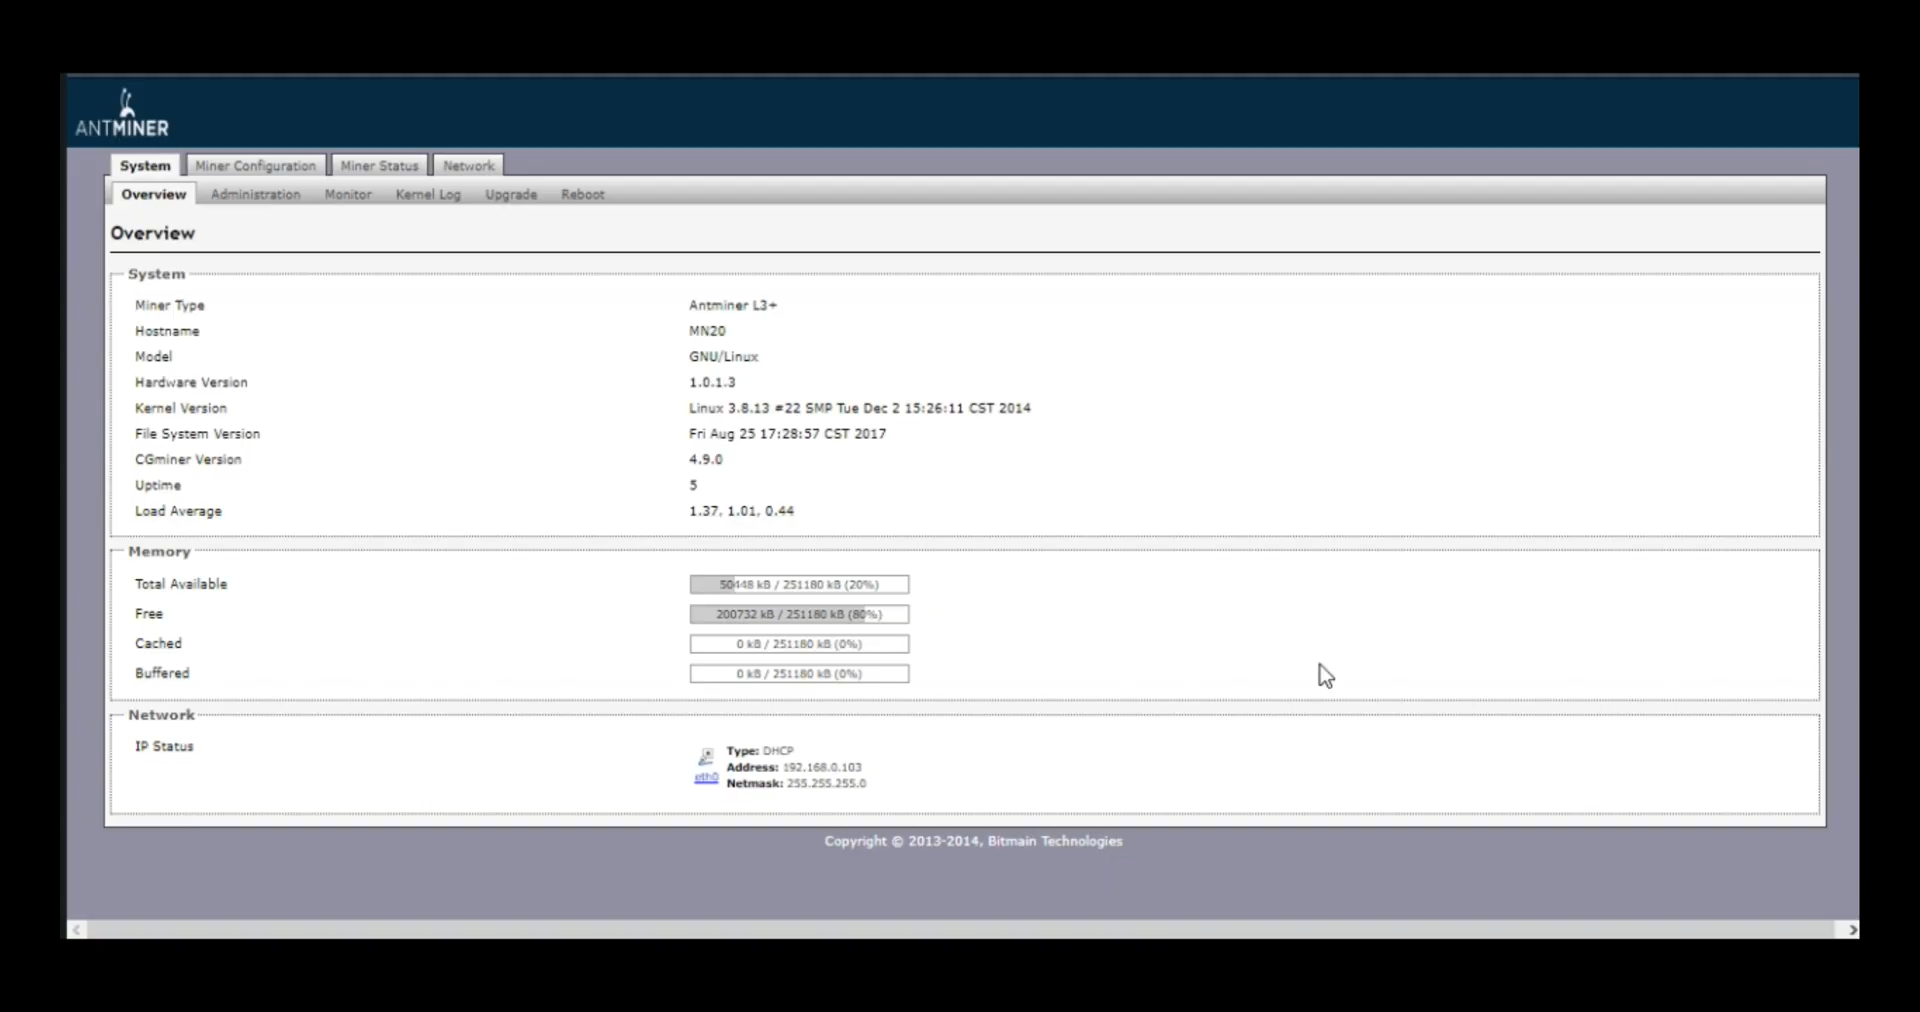 ANTMINER
System Miner Configuration Miner Status Network
Overview Administration Monitor Kernel Log Upgrade Reboot
Overview
System
Miner Type Antminer L3+
Hostname MN20
Model GNU/Linux
Hardware Version 1.0.1.3
Kernel Version Linux 3.8.13 #22 SMP Tue Dec 2 15:26:11 CST 2014
File System Version Fri Aug 25 17:28:57 CST 2017
CGminer Version 4.9.0
Uptime 5
Load Average 1.37, 1.01, 0.44
Memory
Total Available 50448 kB / 251180 kB (20%)
Free 200732 kB / 251180 kB (80%)
Cached 0 kB / 251180 kB (0%)
Buffered 0 kB / 251180 kB (0%)
Network
IP Status
Type: DHCP
Address: 192.168.0.103
eth0
Netmask: 255.255.255.0
Copyright © 2013-2014, Bitmain Technologies